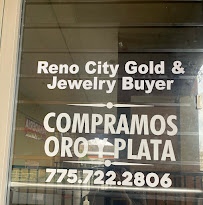 Reno City Gold &
Jewelry Buyer
COMPRAMOS
ORO Y PLATA
775.722.2806